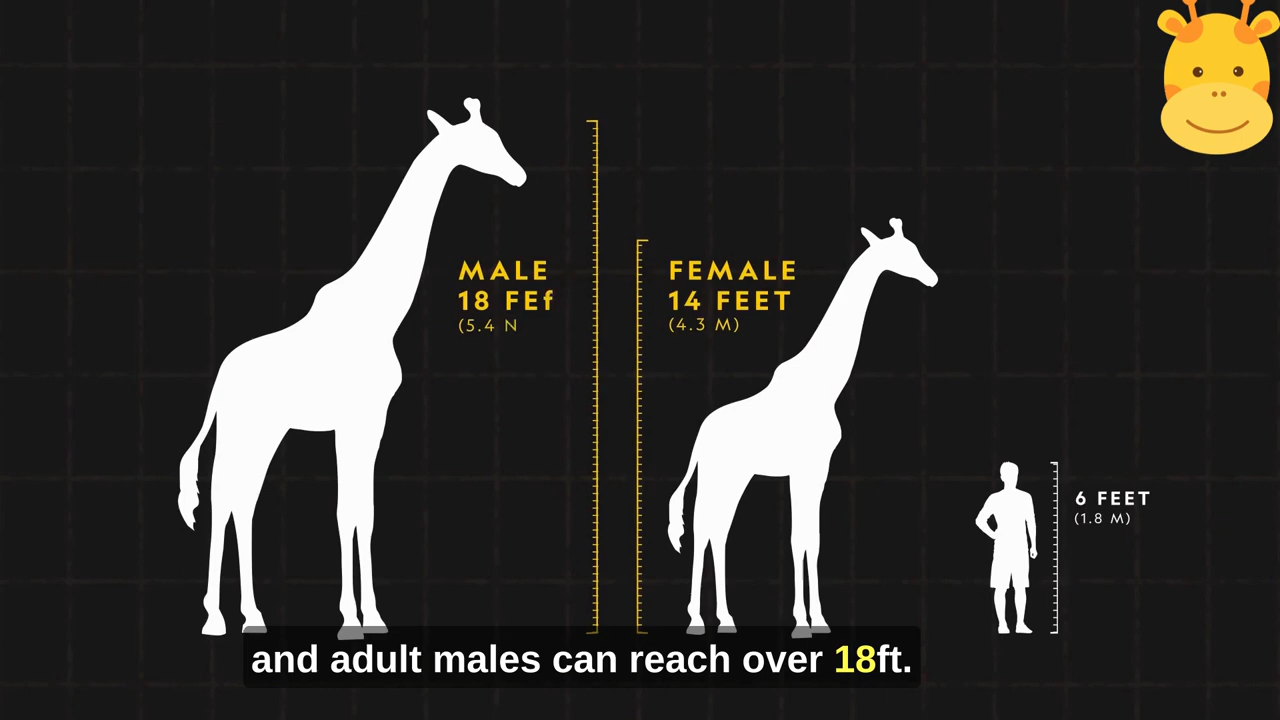 MALE
18 FEf
(5.4 N
FEMALE
14 FEET
(4.3 M)
6 FEET
(1.8 M)
and adult males can reach over 18ft.